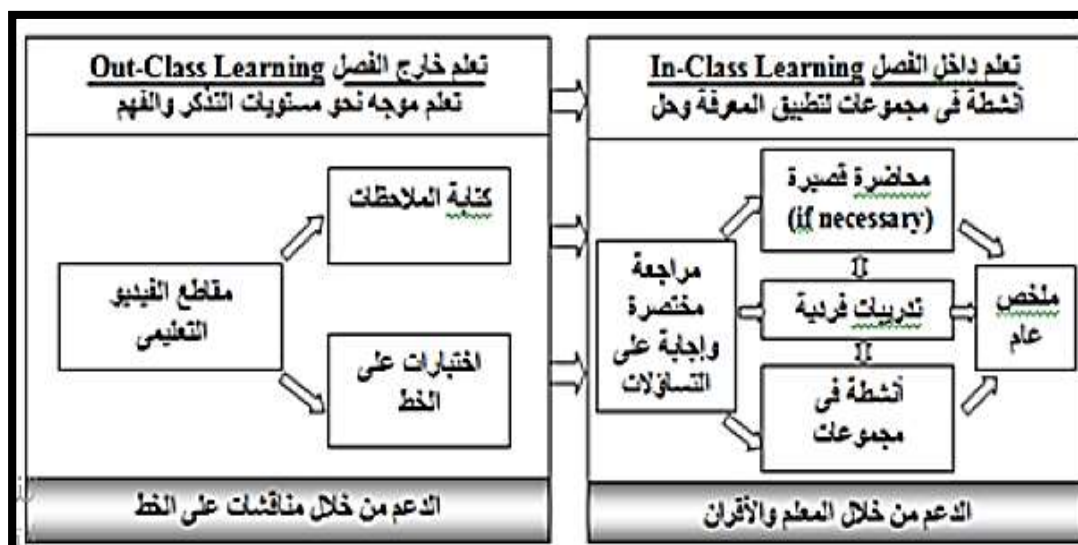 تعلم خارج الفصل Out-Class Learning
تعلم موجه نحو مستويات التذكر والفهم
مقاطع الفيديو
التعليمى
كتابة الملاحظات
اختبارات على
الخط
الدعم من خلال مناقشات على الخط
تعلم داخل الفصل In-Class Learning
أنشطة فى مجموعات لتطبيق المعرفة وحل
مراجعة
مختصرة
وإجابة على
التساؤلات
محاضرة قصيرة
(if necessary)
تدريبات فردية
أنشطة فى
مجموعات
ملخص
عام
الدعم من خلال المعلم والأقران